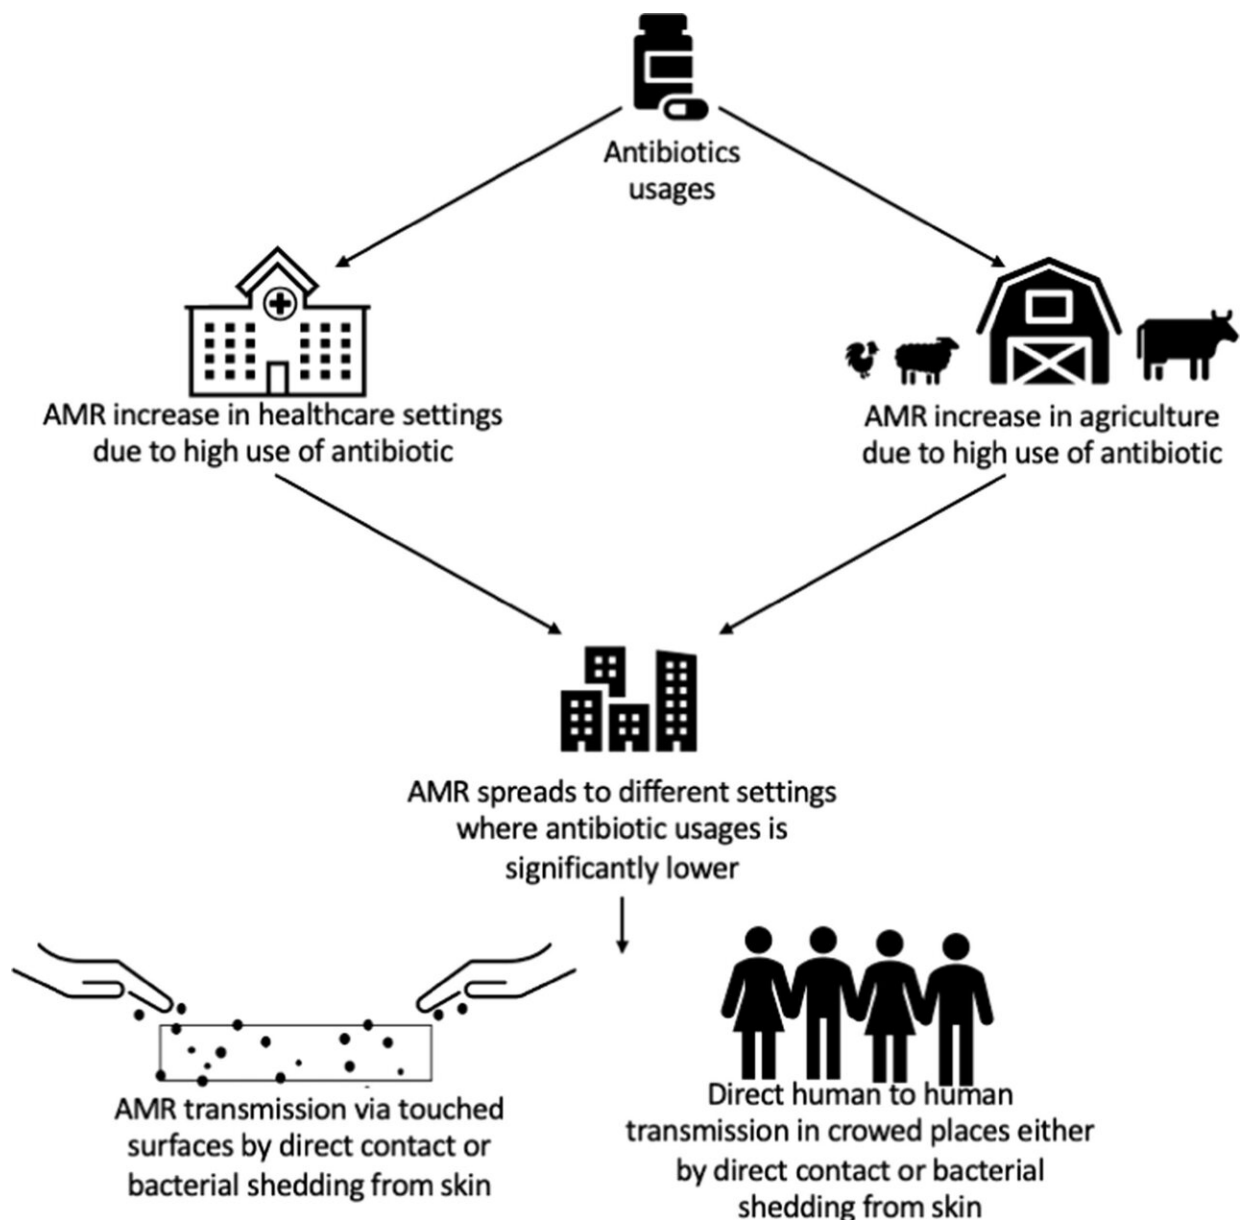 Antibiotics
usages
AMR increase in healthcare settings
due to high use of antibiotic
AMR increase in agriculture
due to high use of antibiotic
AMR spreads to different settings
where antibiotic usages is
significantly lower
AMR transmission via touched
surfaces by direct contact or
bacterial shedding from skin
Direct human to human
transmission in crowed places either
by direct contact or bacterial
shedding from skin